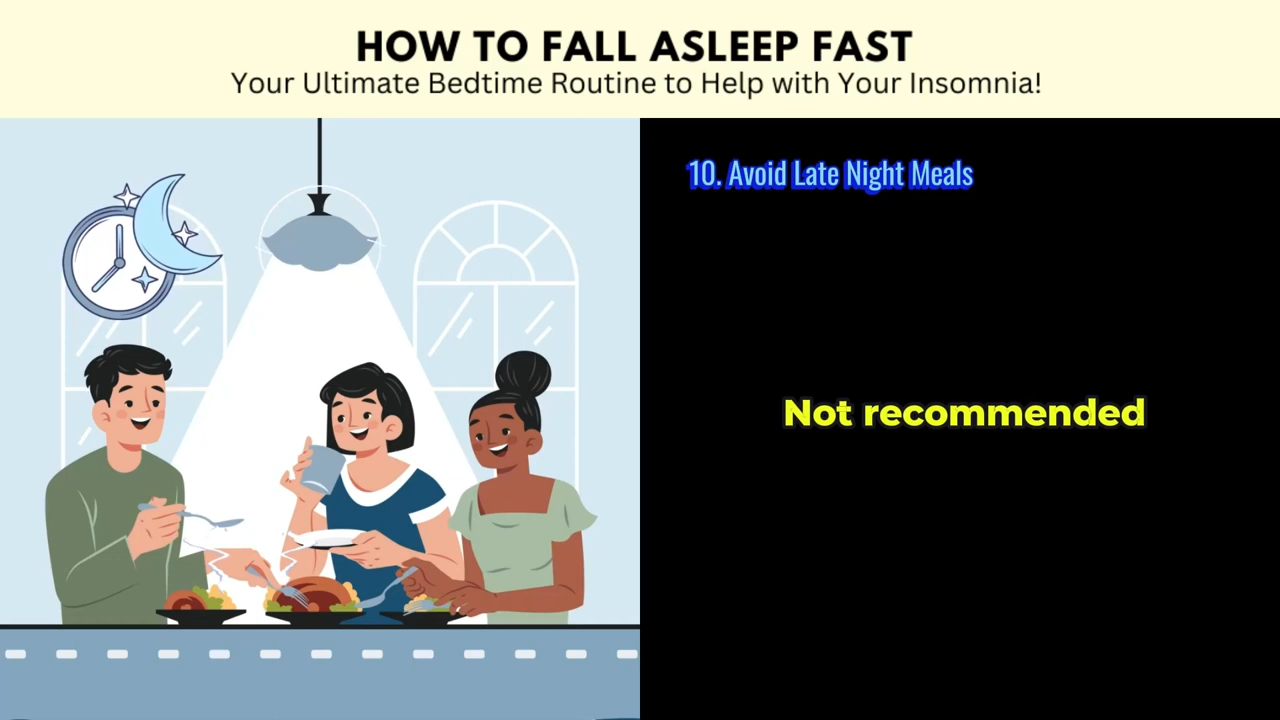 HOW TO FALL ASLEEP FAST
Your Ultimate Bedtime Routine to Help with Your Insomnia!
10. Avoid Late Night Meals
Not recommended